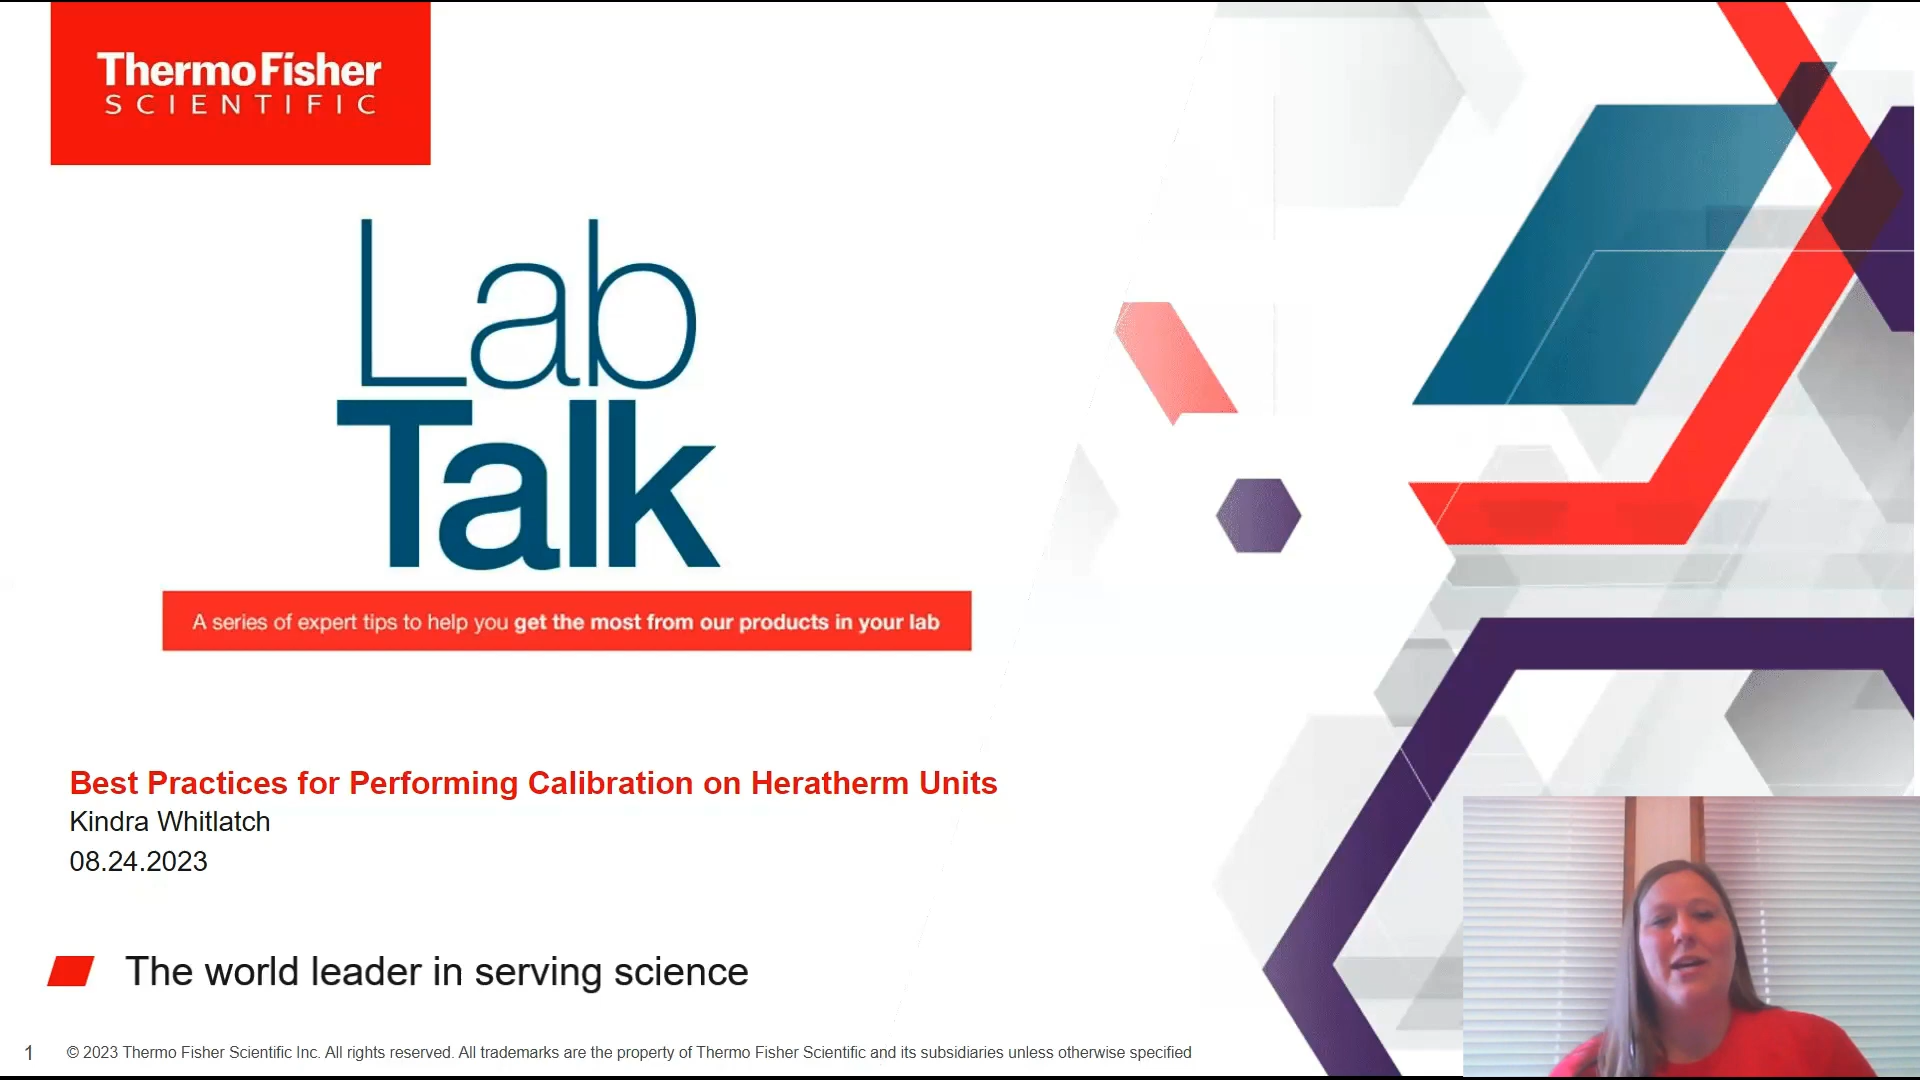 ThermoFisher
SCIENTIFIC
Lab
Talk
A series of expert tips to help you get the most from our products in your lab
Best Practices for Performing Calibration on Heratherm Units
Kindra Whitlatch
08.24.2023
The world leader in serving science
1 © 2023 Thermo Fisher Scientific Inc. All rights reserved. All trademarks are the property of Thermo Fisher Scientific and its subsidiaries unless otherwise specified